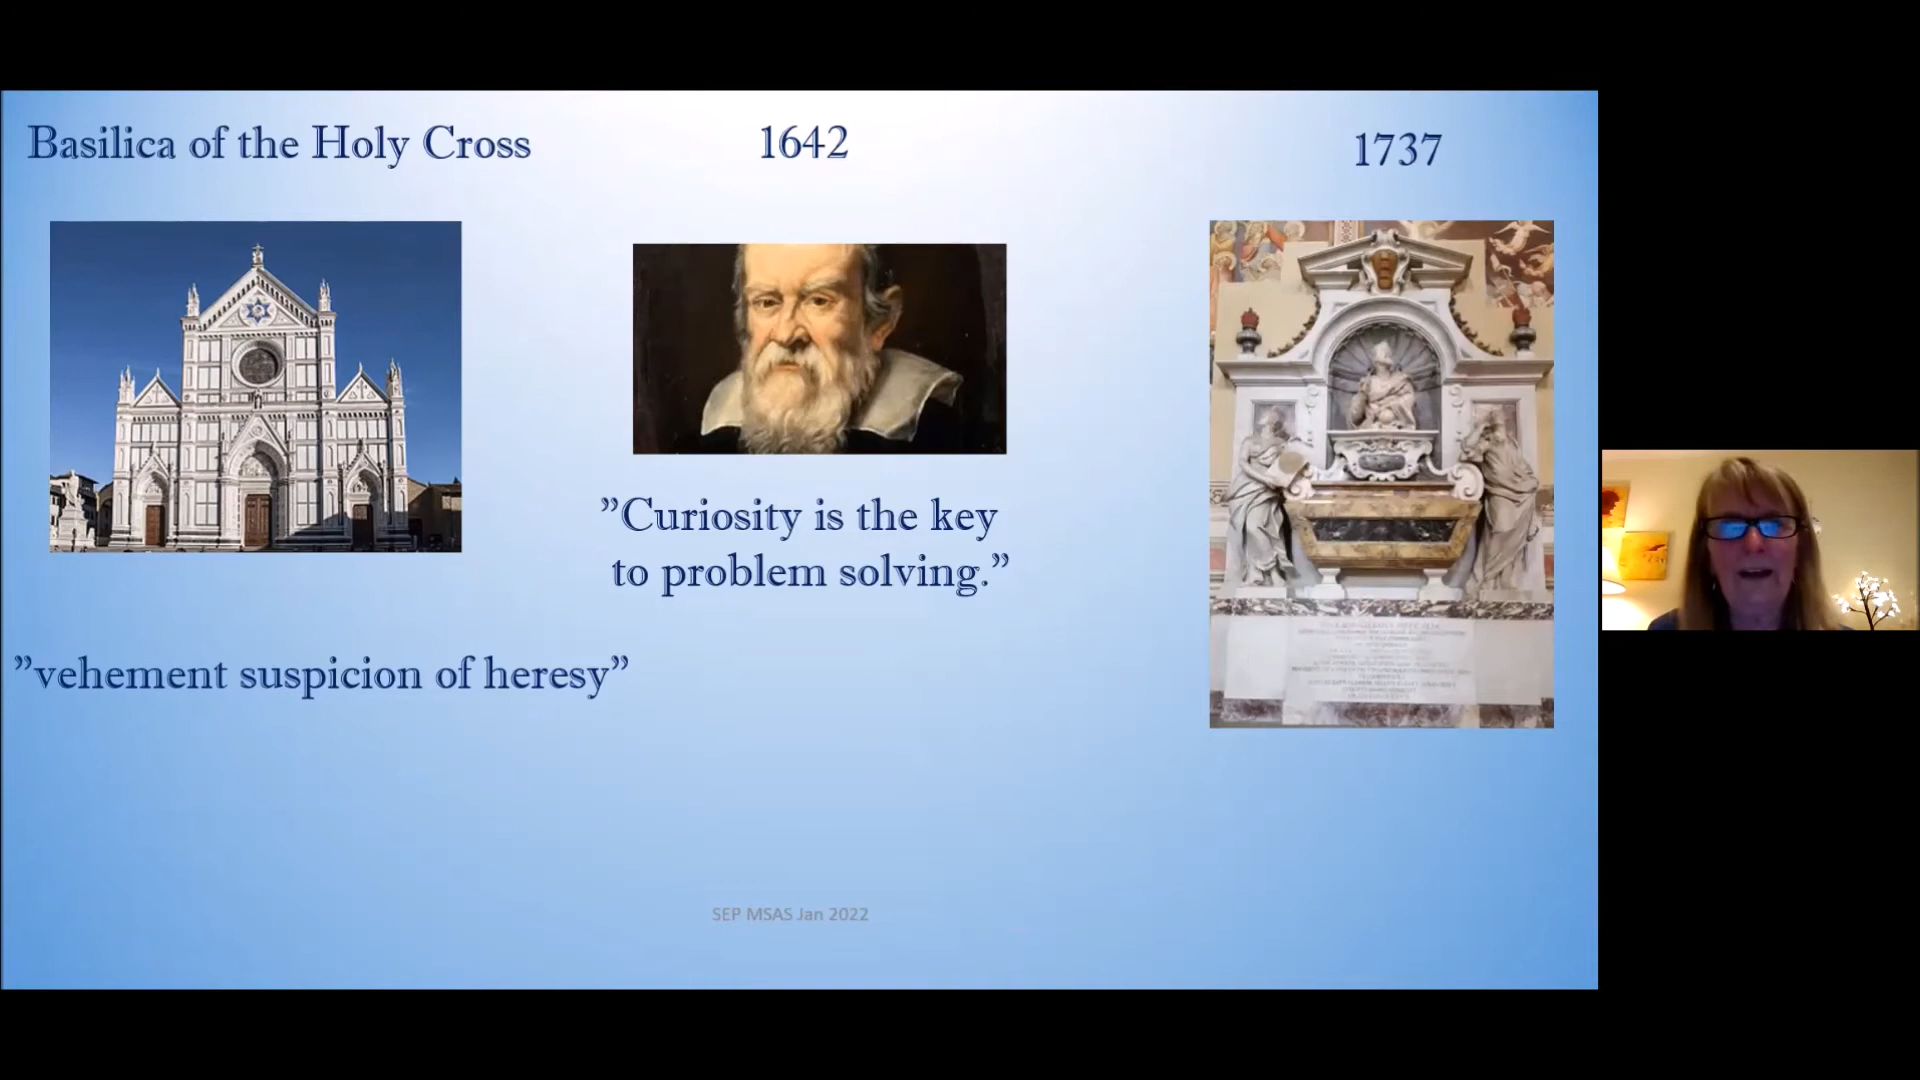 Basilica of the Holy Cross
1642
1737
”Curiosity is the key
to problem solving.”
”vehement suspicion of heresy”
SEP MSAS Jan 2022